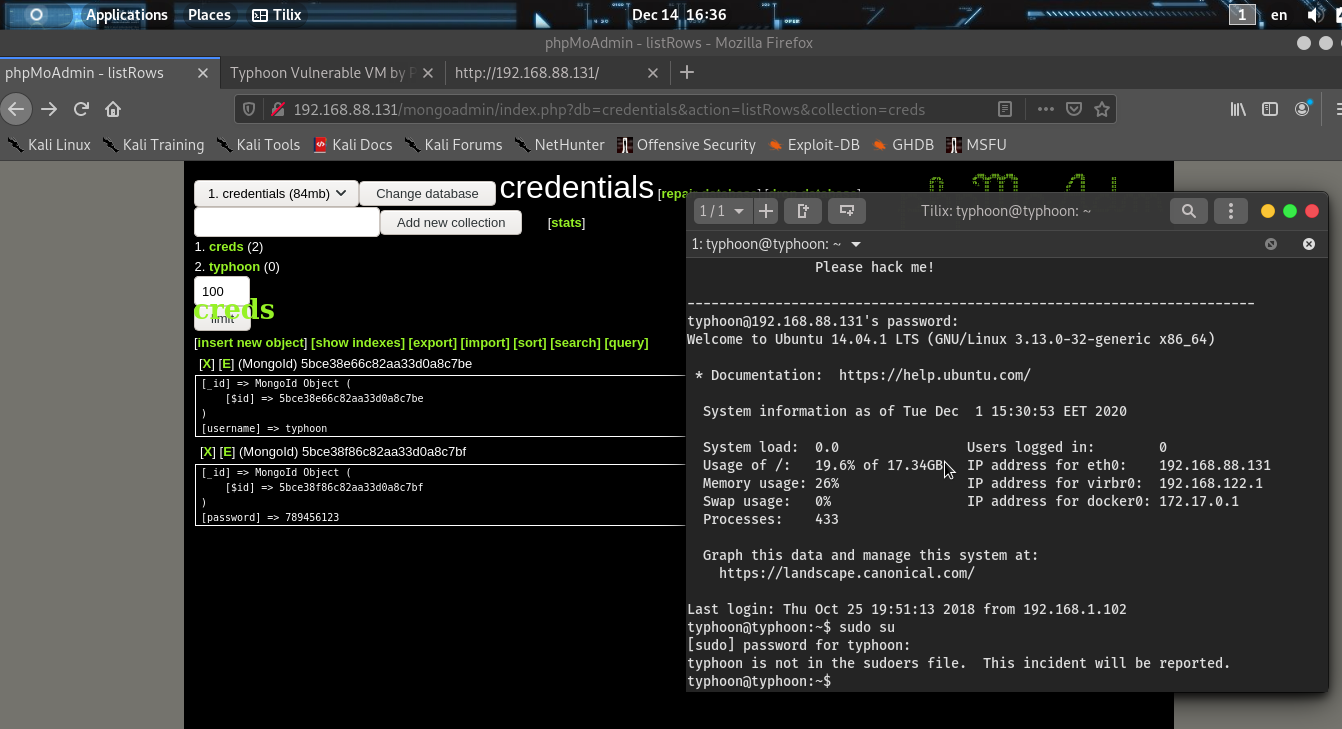 Applications Places Tilix Dec 14 16:36 1 en
phpMoAdmin - listRows - Mozilla Firefox
phpMoAdmin - listRows Typhoon Vulnerable VM by P http://192.168.88.131/
192.168.88.131/mongoadmin/index.php?db=credentials&action=listRows&collection=creds
Kali Linux Kali Training Kali Tools Kali Docs Kali Forums NetHunter Offensive Security Exploit-DB GHDB MSFU
1. credentials (84mb) Change database credentials
Add new collection [stats]
1. creds (2)
2. typhoon (0)
100
creds
limit
[insert new object] [show indexes] [export] [import] [sort] [search] [query]
[X] [E] (MongoId) 5bce38e66c82aa33d0a8c7be
[_id] => MongoId Object (
[$id] => 5bce38e66c82aa33d0a8c7be
)
[username] => typhoon
[X] [E] (MongoId) 5bce38f86c82aa33d0a8c7bf
[_id] => MongoId Object (
[$id] => 5bce38f86c82aa33d0a8c7bf
)
[password] => 789456123
1 / 1 Tilix: typhoon@typhoon: ~
1: typhoon@typhoon: ~
Please hack me!
-----------------------------------------------------------------------
typhoon@192.168.88.131's password:
Welcome to Ubuntu 14.04.1 LTS (GNU/Linux 3.13.0-32-generic x86_64)
* Documentation:  https://help.ubuntu.com/
System information as of Tue Dec  1 15:30:53 EET 2020
System load:  0.0                Users logged in:        0
Usage of /:   19.6% of 17.34GB   IP address for eth0:    192.168.88.131
Memory usage: 26%                IP address for virbr0:  192.168.122.1
Swap usage:   0%                 IP address for docker0: 172.17.0.1
Processes:    433
Graph this data and manage this system at:
https://landscape.canonical.com/
Last login: Thu Oct 25 19:51:13 2018 from 192.168.1.102
typhoon@typhoon:~$ sudo su
[sudo] password for typhoon:
typhoon is not in the sudoers file.  This incident will be reported.
typhoon@typhoon:~$